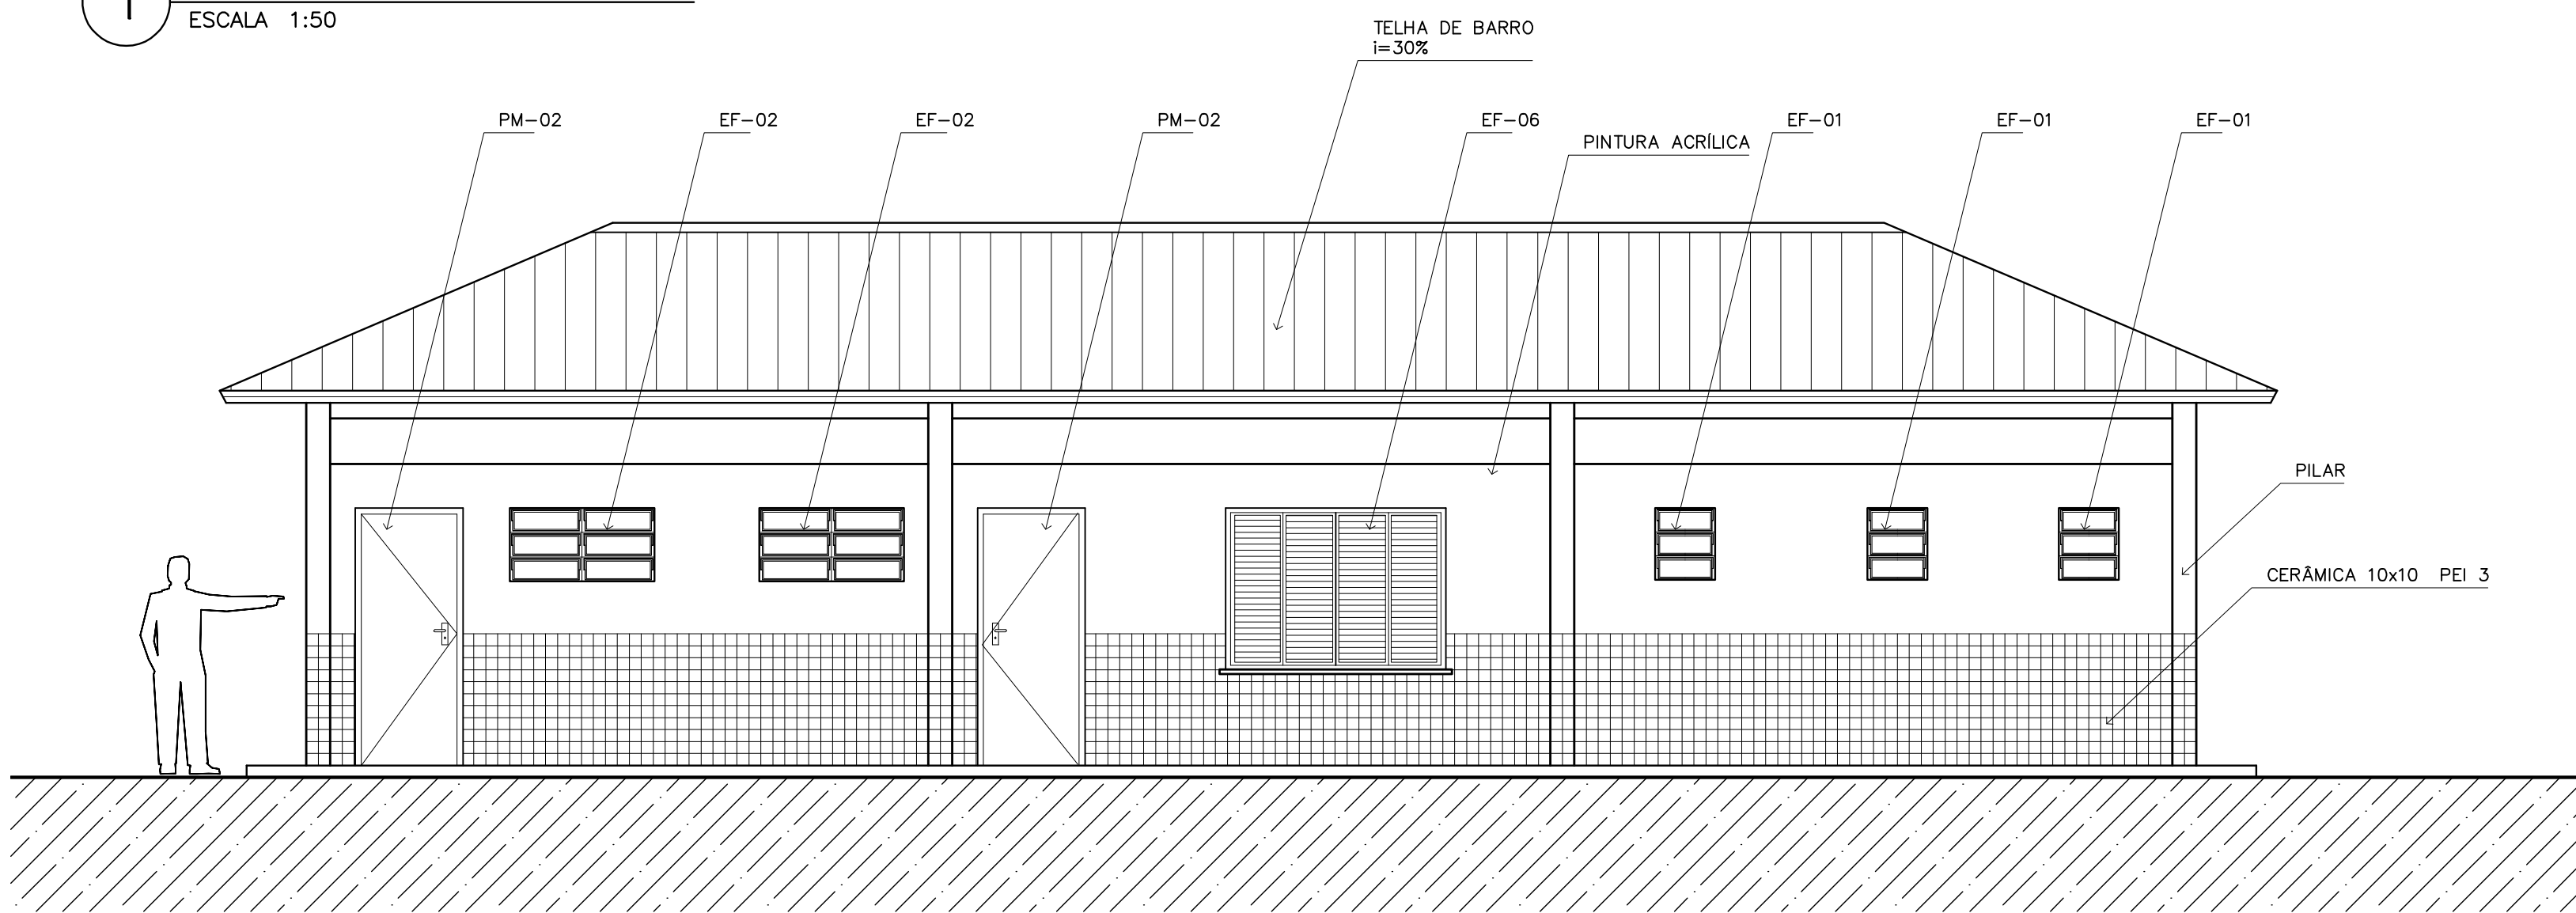 1
ESCALA 1:50
TELHA DE BARRO
i=30%
PM-02
EF-02
EF-02
PM-02
EF-06
PINTURA ACRÍLICA
EF-01
EF-01
EF-01
PILAR
CERÂMICA 10x10 PEI 3